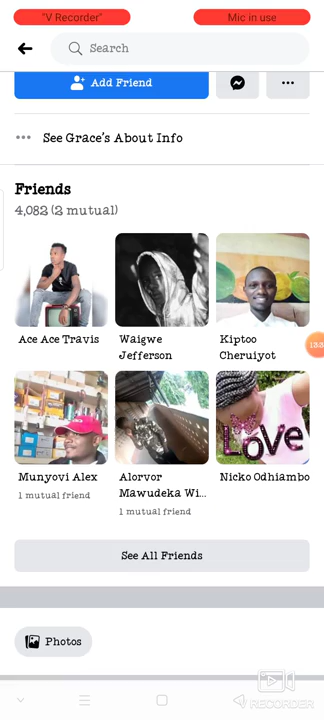 "V Recorder"
Mic in use
Search
Add Friend
See Grace's About Info
Friends
4,082 (2 mutual)
Ace Ace Travis
Waigwe
Jefferson
Kiptoo
Cheruiyot
Munyovi Alex
1 mutual friend
Alorvor
Mawudeka Wi...
1 mutual friend
Nicko Odhiambo
LOVE
See All Friends
Photos
RECORDER